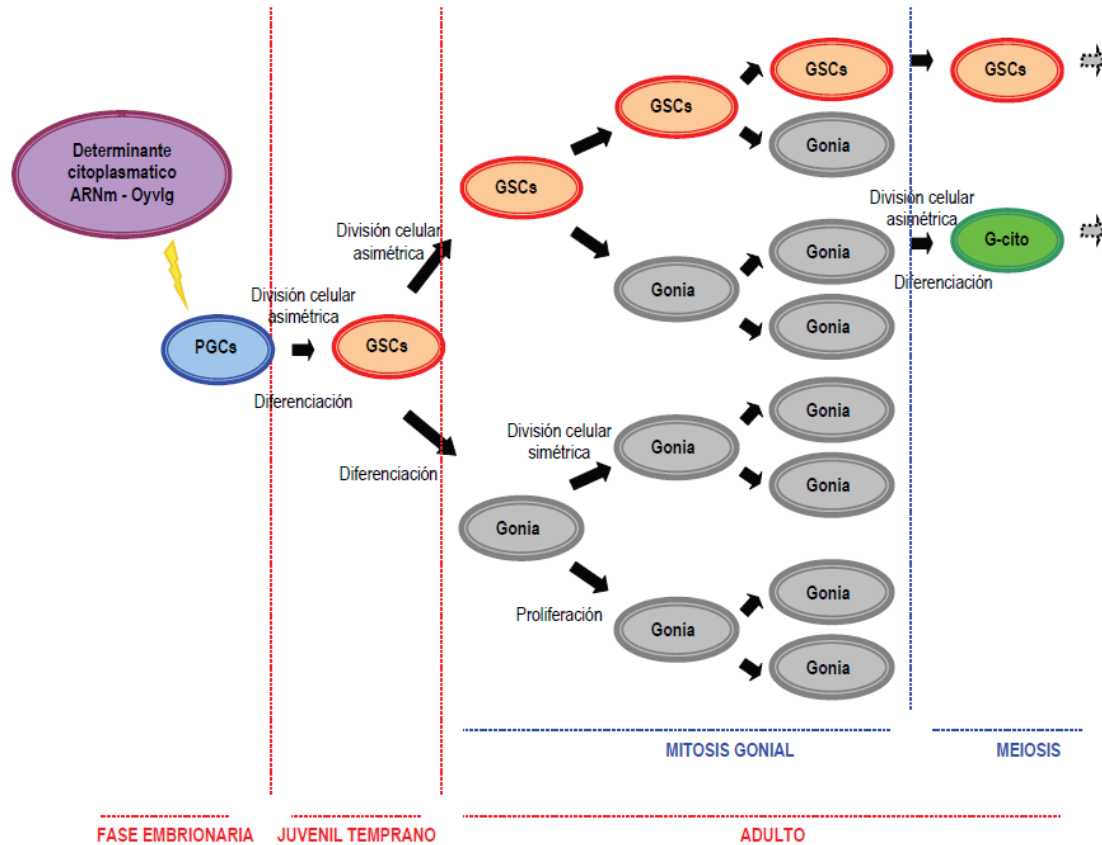 Determinante
citoplasmatico
ARNm - Oyvlg
PGCs
División celular
asimétrica
Diferenciación
GSCs
División celular
asimétrica
Diferenciación
GSCs
Gonia
GSCs
Gonia
División celular
simétrica
Gonia
Proliferación
Gonia
GSCs
Gonia
Gonia
Gonia
Gonia
Gonia
Gonia
Gonia
División celular
asimétrica
Diferenciación
GSCs
G-cito
MITOSIS GONIAL
MEIOSIS
FASE EMBRIONARIA
JUVENIL TEMPRANO
ADULTO